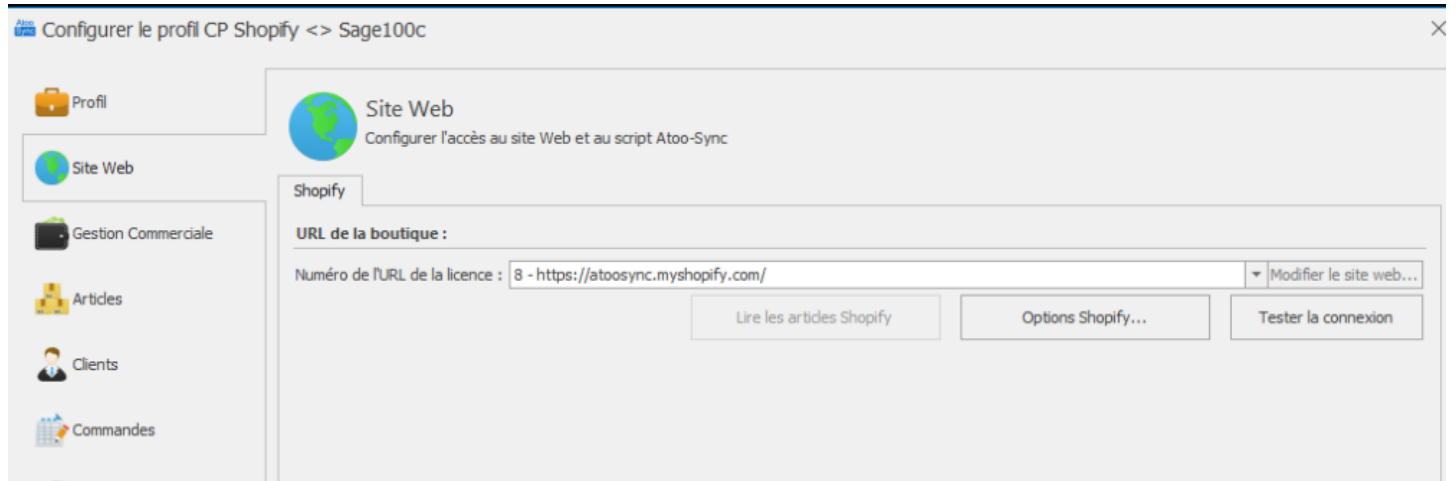 Atoo
Sync
Configurer le profil CP Shopify <> Sage100c
Profil
Site Web
Gestion Commerciale
Articles
Clients
Commandes
Site Web
Configurer l'accès au site Web et au script Atoo-Sync
Shopify
URL de la boutique :
Numéro de l'URL de la licence : 8 - https://atoosync.myshopify.com/ Modifier le site web...
Lire les articles Shopify Options Shopify... Tester la connexion